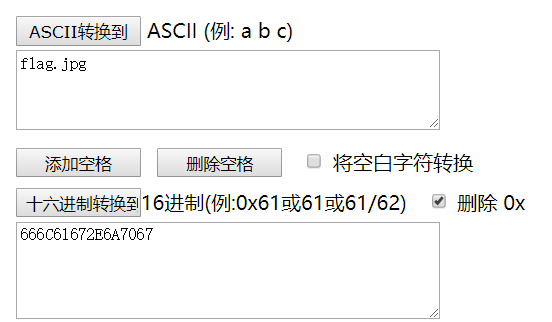 ASCII转换到 ASCII (例: a b c)
flag.jpg
添加空格 删除空格 将空白字符转换
十六进制转换到 16进制(例:0x61或61或61/62) 删除 0x
666C61672E6A7067